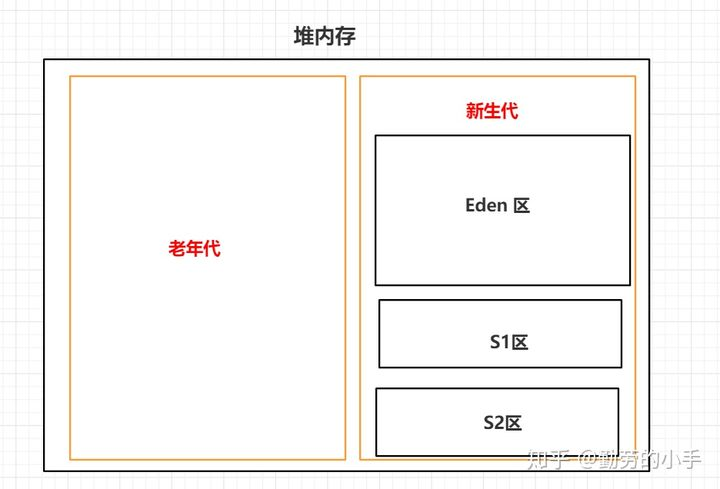 堆内存
新生代
Eden 区
老年代
S1区
S2区
知乎 @勤劳的小手